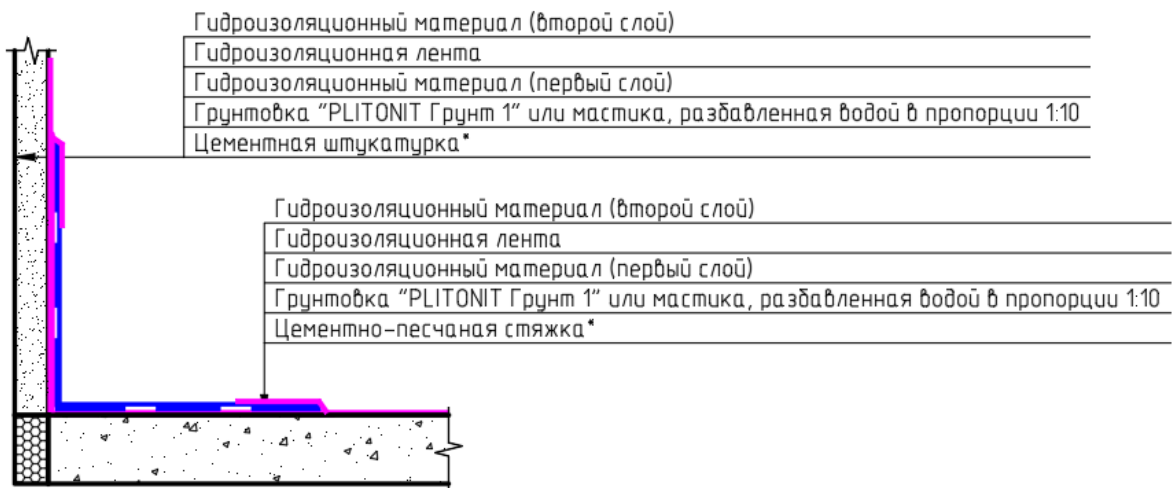 Гидроизоляционный материал (второй слой)
Гидроизоляционная лента
Гидроизоляционный материал (первый слой)
Грунтовка “PLITONIT Грунт 1” или мастика, разбавленная водой в пропорции 1:10
Цементная штукатурка*
Гидроизоляционный материал (второй слой)
Гидроизоляционная лента
Гидроизоляционный материал (первый слой)
Грунтовка “PLITONIT Грунт 1” или мастика, разбавленная водой в пропорции 1:10
Цементно-песчаная стяжка*